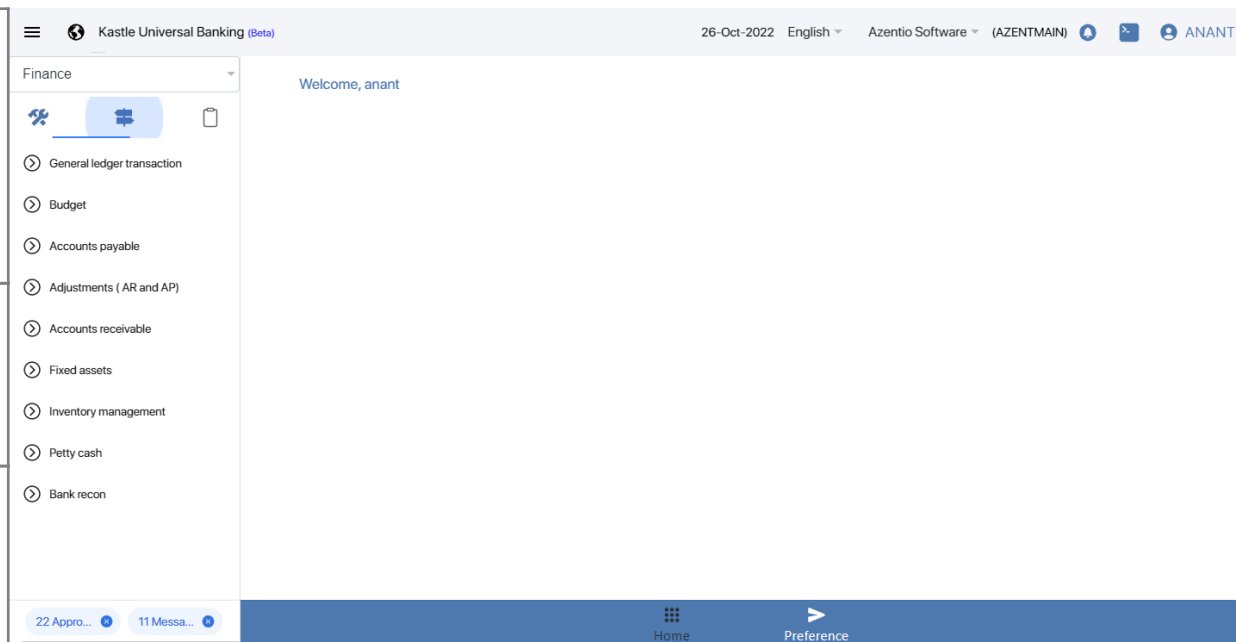 Kastle Universal Banking (Beta)
26-Oct-2022 English Azentio Software (AZENTMAIN) ANANT
Finance
Welcome, anant
General ledger transaction
Budget
Accounts payable
Adjustments ( AR and AP)
Accounts receivable
Fixed assets
Inventory management
Petty cash
Bank recon
22 Appro... 11 Messa...
Home Preference